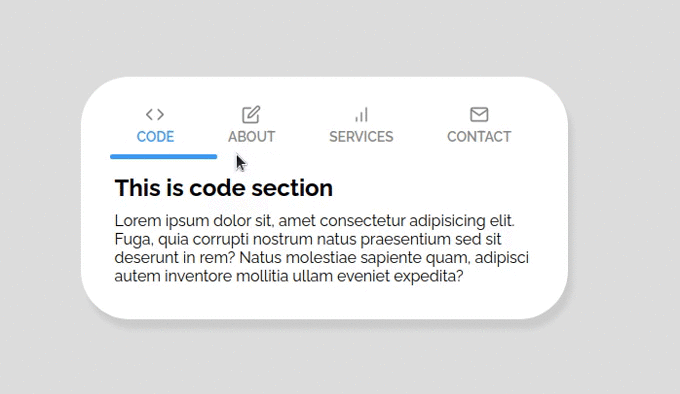 CODE ABOUT SERVICES CONTACT
This is code section
Lorem ipsum dolor sit, amet consectetur adipisicing elit.
Fuga, quia corrupti nostrum natus praesentium sed sit
deserunt in rem? Natus molestiae sapiente quam, adipisci
autem inventore mollitia ullam eveniet expedita?